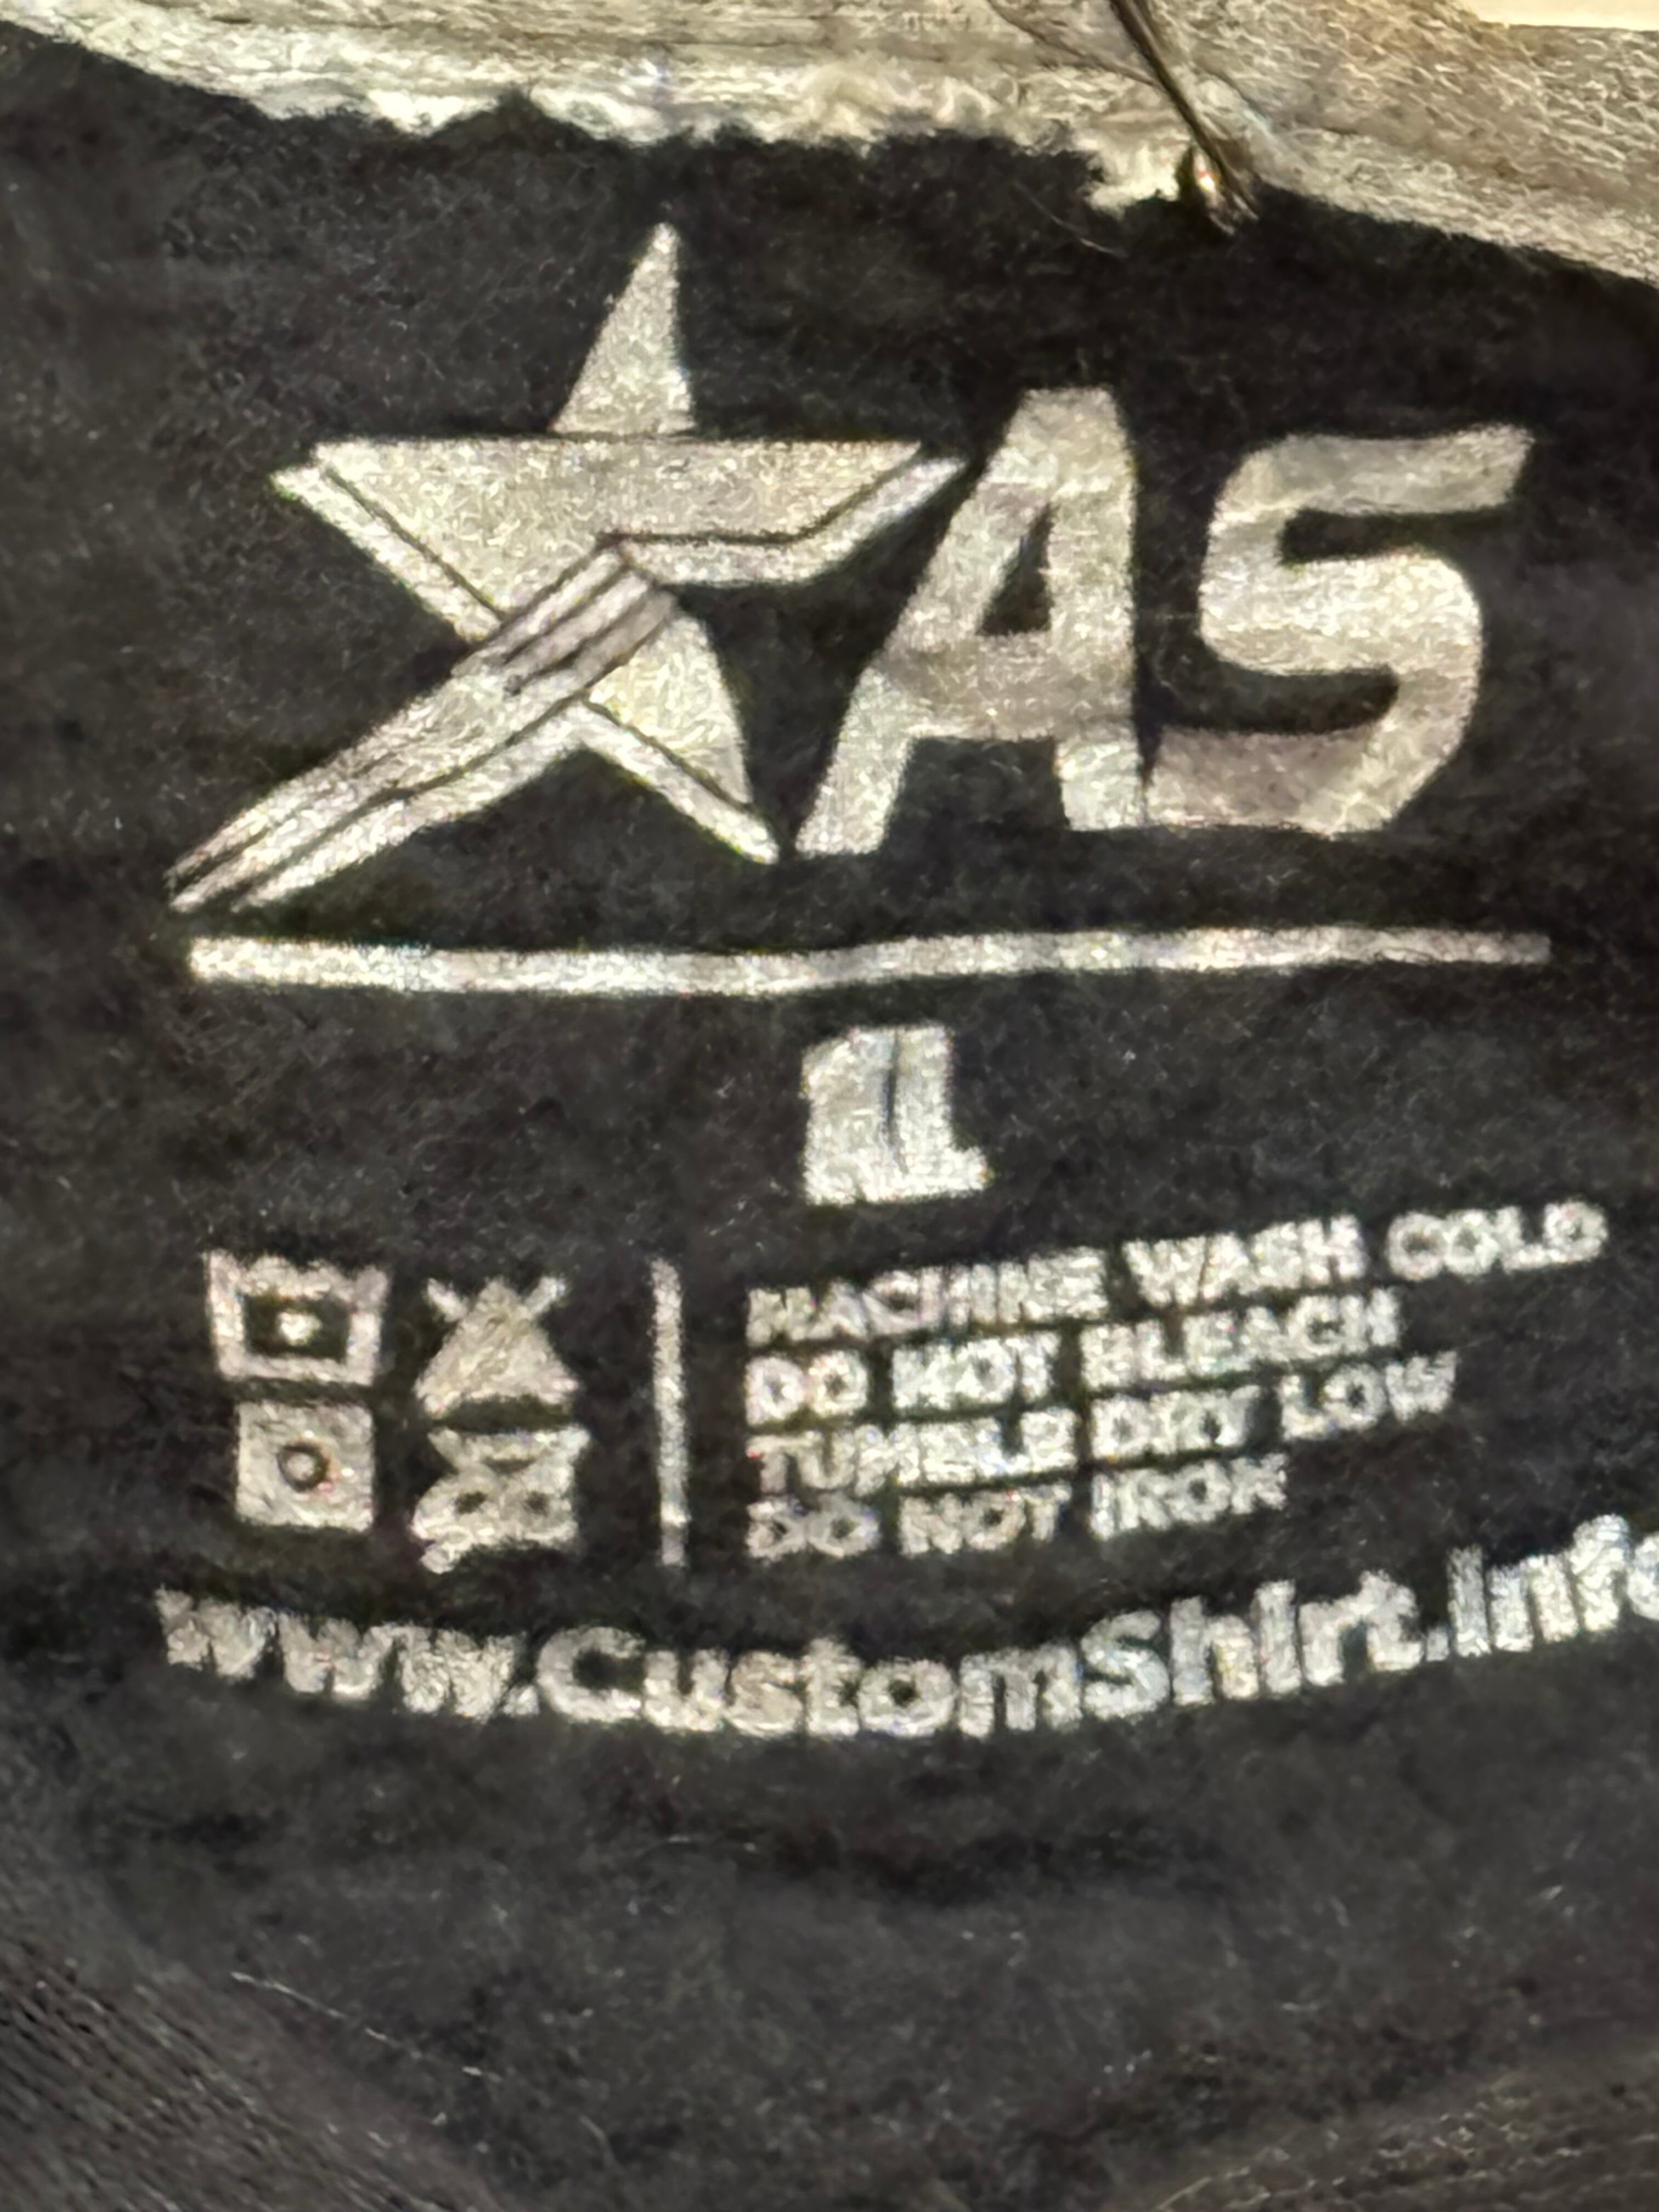 AS
L
MACHINE WASH COLD
DO NOT BLEACH
TUMBLE DRY LOW
DO NOT IRON
www.CustomShirt.Info